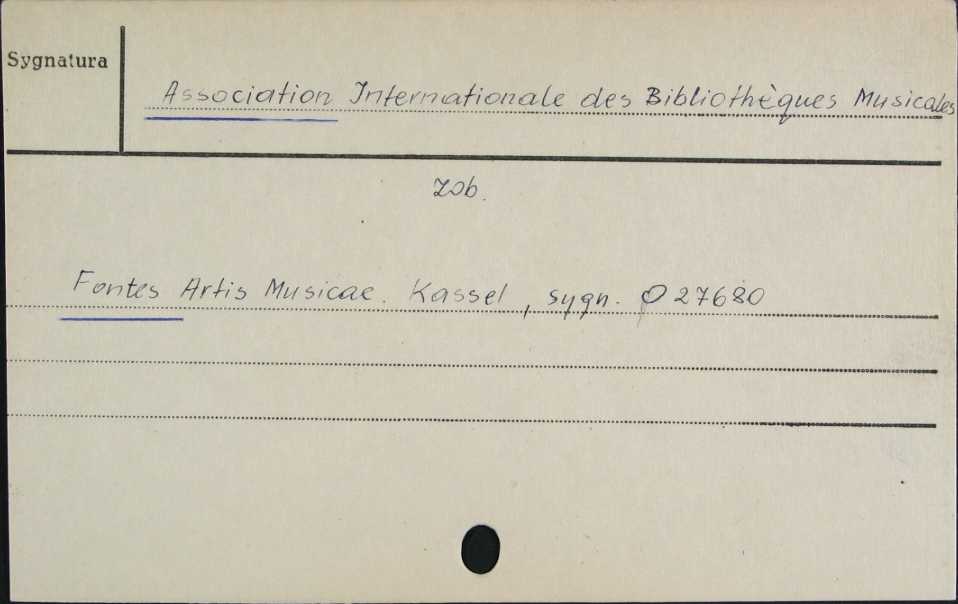 Sygnatura
Association Internationale des Bibliothèques Musicales
zob.
Fontes Artis Musicae. Kassel, sygn. O 27680